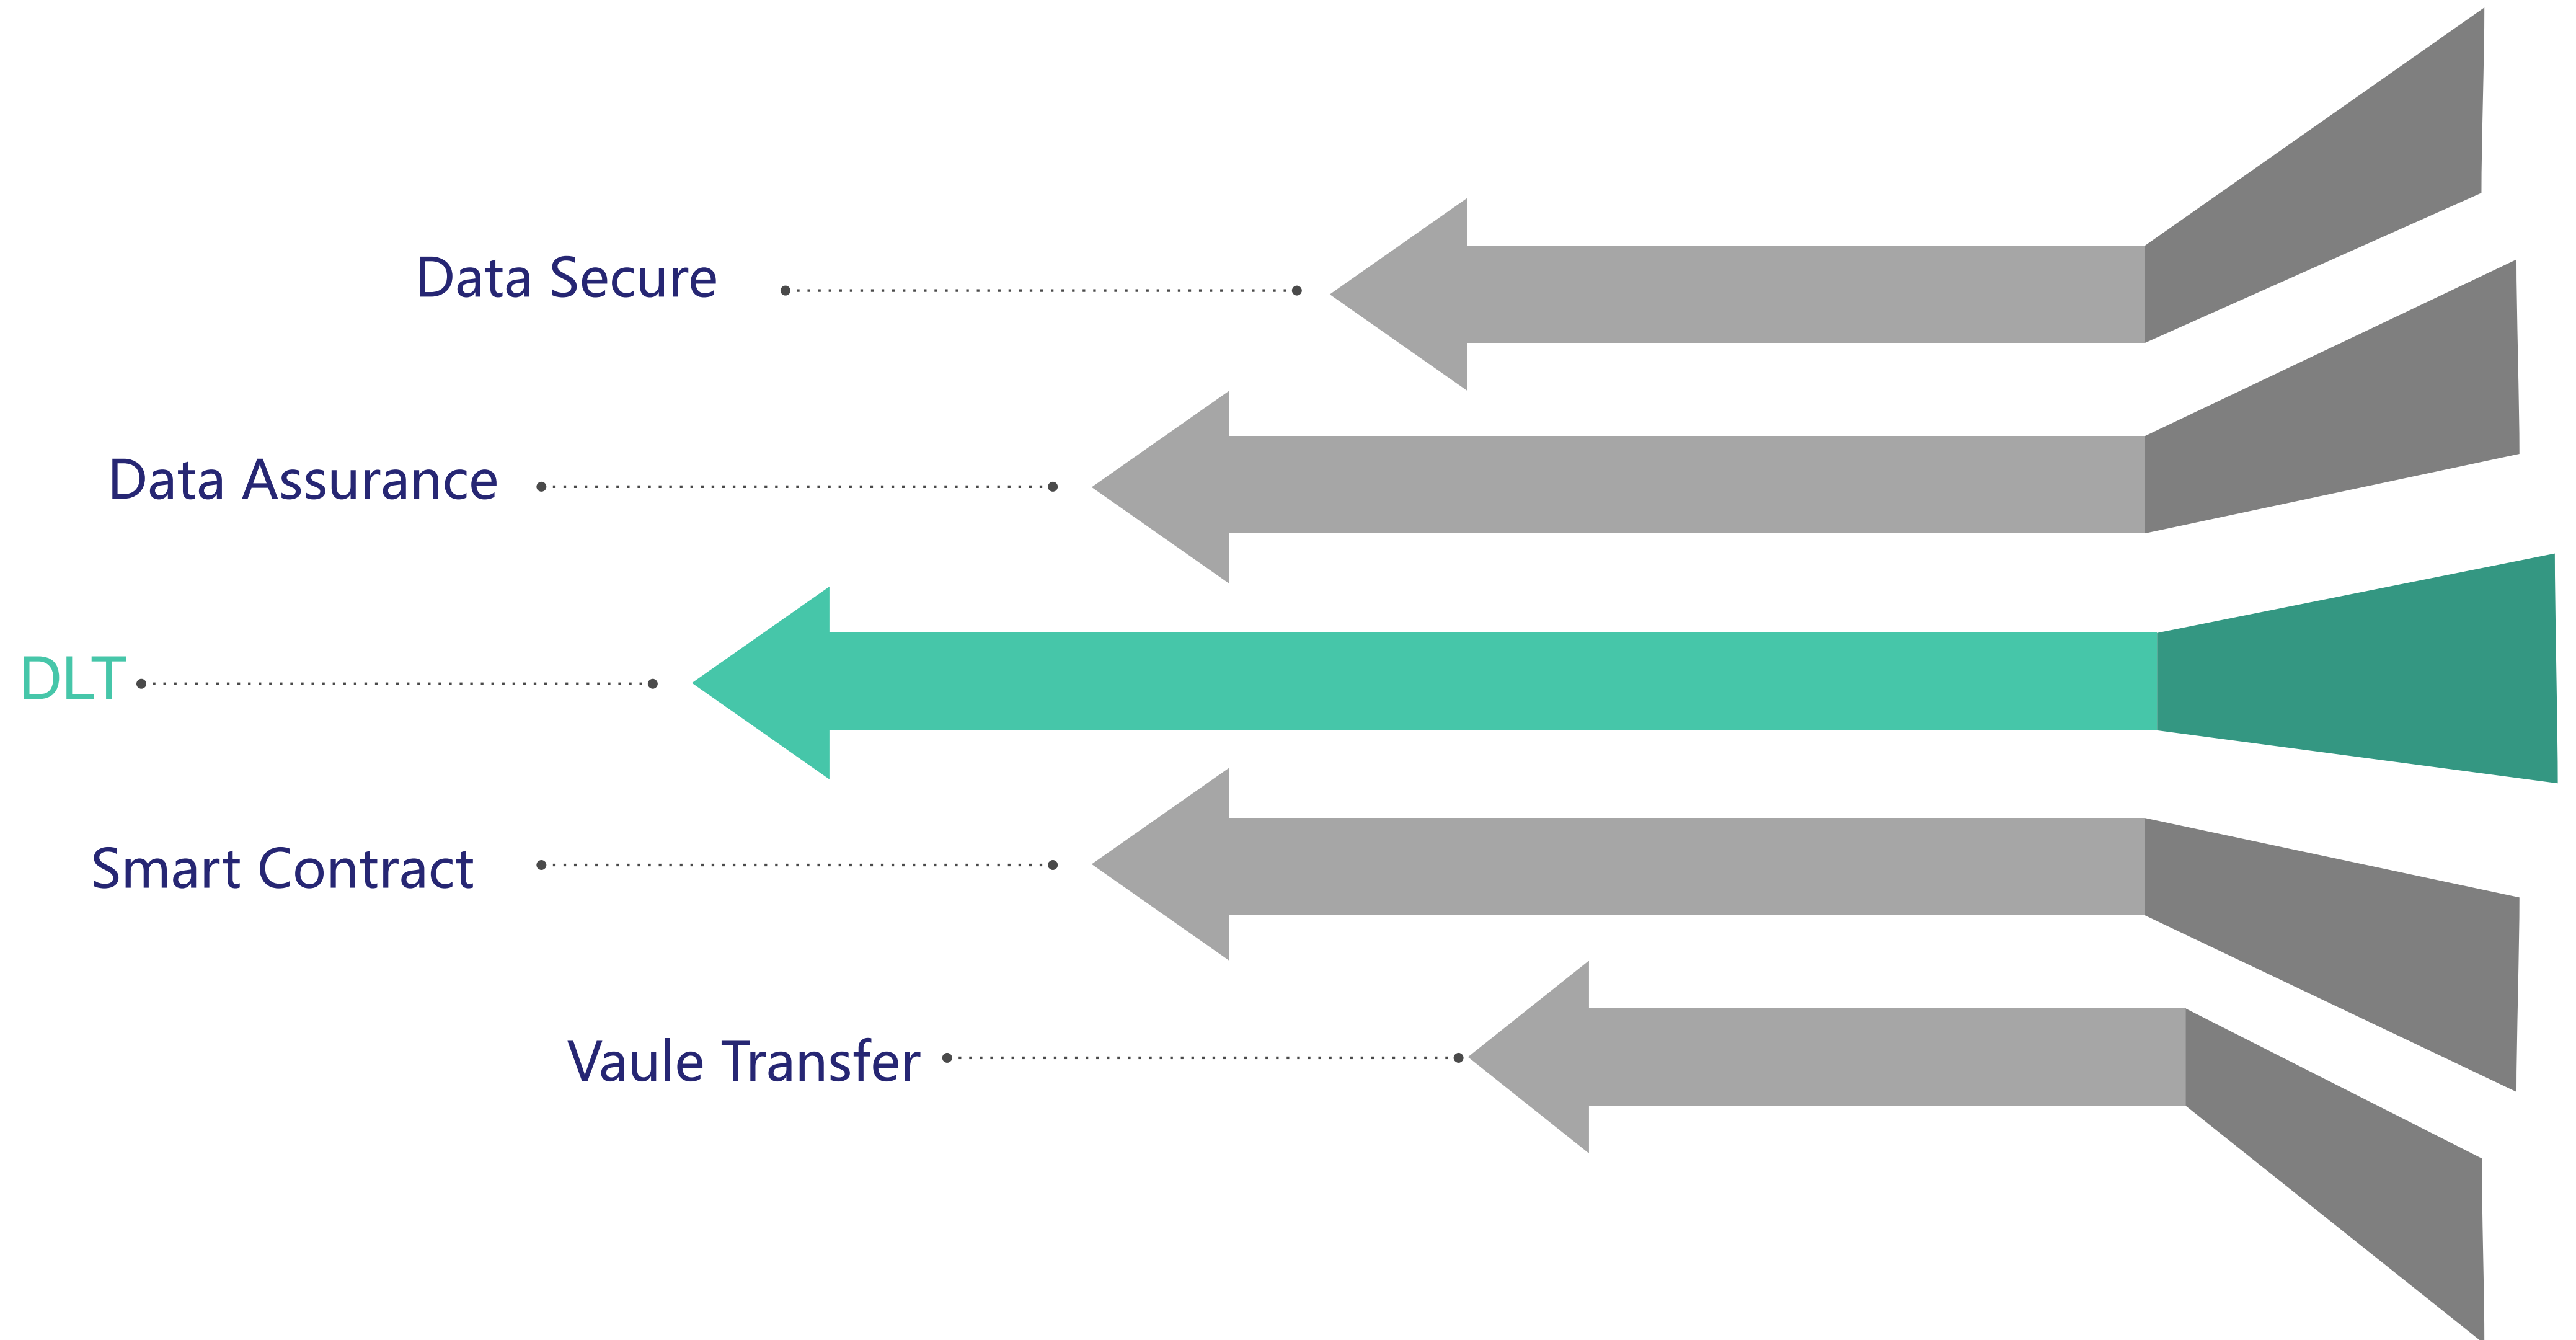 Data Secure
Data Assurance
DLT
Smart Contract
Vaule Transfer